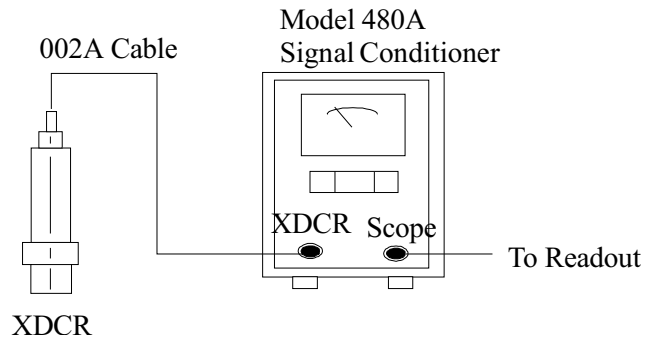 Model 480A
Signal Conditioner
002A Cable
XDCR
Scope
To Readout
XDCR